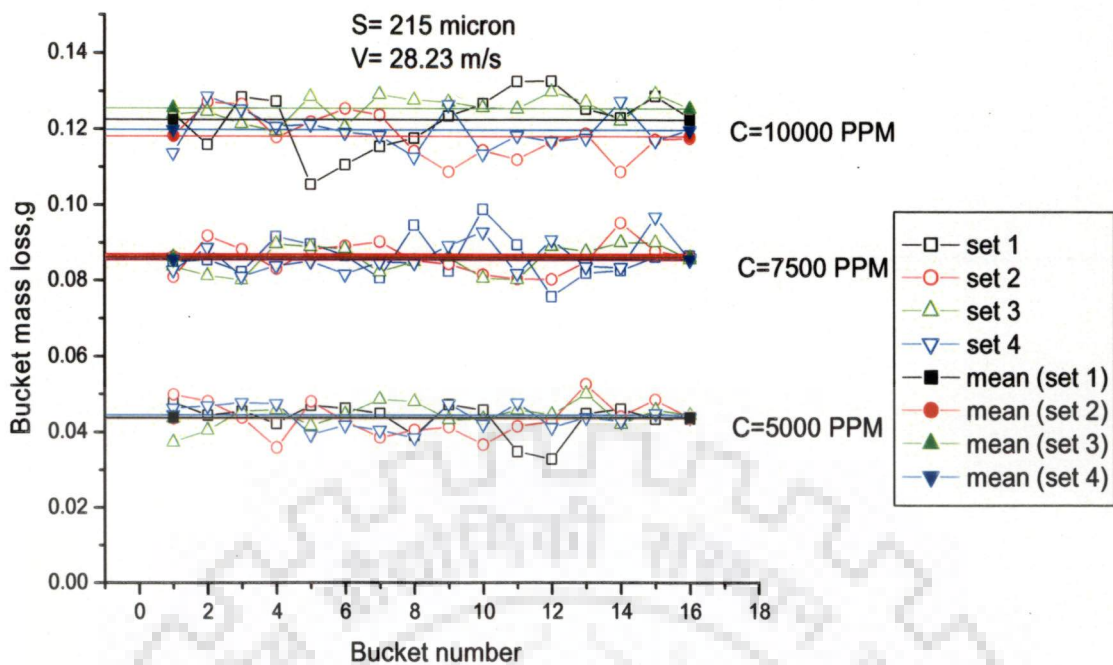 S= 215 micron
V= 28.23 m/s
0.14
0.12
0.10
0.08
0.06
0.04
0.02
0.00
Bucket mass loss,g
C=10000 PPM
C=7500 PPM
C=5000 PPM
set 1
set 2
set 3
set 4
mean (set 1)
mean (set 2)
mean (set 3)
mean (set 4)
0 2 4 6 8 10 12 14 16 18
Bucket number